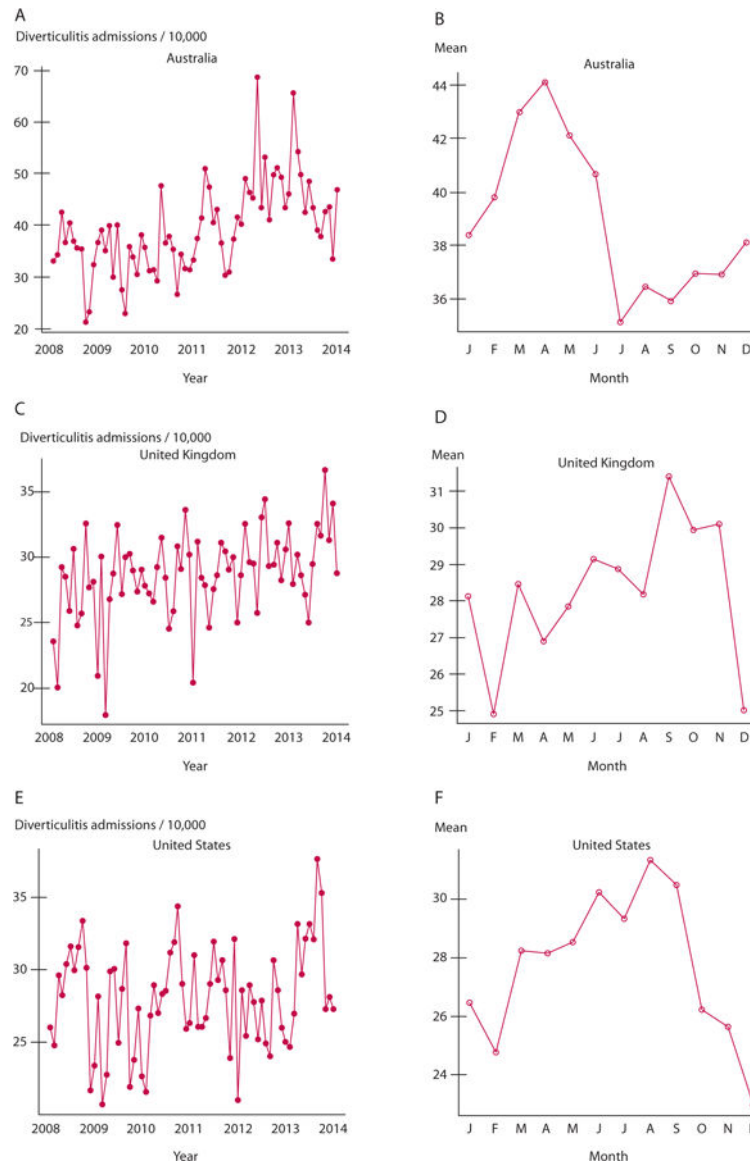 A
Diverticulitis admissions / 10,000
Australia
70
60
50
40
30
20
2008 2009 2010 2011 2012 2013 2014
Year
B
Mean
Australia
44
42
40
38
36
J F M A M J J A S O N D
Month
C
Diverticulitis admissions / 10,000
United Kingdom
35
30
25
20
2008 2009 2010 2011 2012 2013 2014
Year
D
Mean
United Kingdom
31
30
29
28
27
26
25
J F M A M J J A S O N D
Month
E
Diverticulitis admissions / 10,000
United States
35
30
25
2008 2009 2010 2011 2012 2013 2014
Year
F
Mean
United States
30
28
26
24
J F M A M J J A S O N D
Month